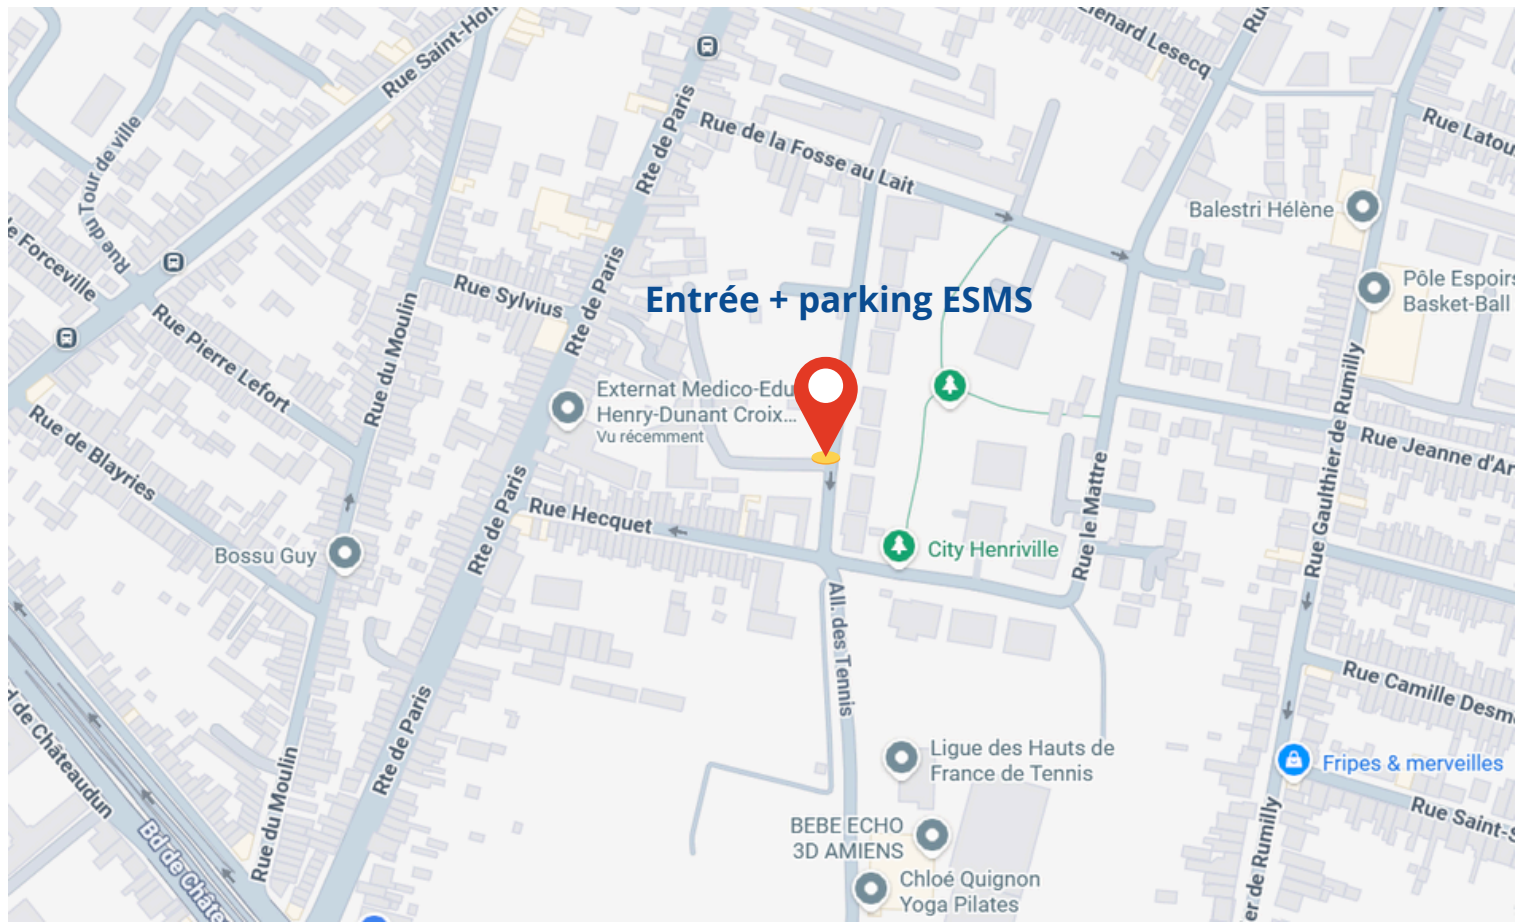 Rue Saint-Hon
Liénard Lesecq
Rte de Paris
Rue de la Fosse au Lait
Rue Latou
Rue du Tour de ville
Rte de Paris
Balestri Hélène
e Forceville
Rue Sylvius
Rte de Paris
Entrée + parking ESMS
Pôle Espoirs
Basket-Ball
Rue Pierre Lefort
Rue du Moulin
Externat Medico-Edu
Henry-Dunant Croix...
Vu récemment
Rue de Blayries
Rue Gaulthier de Rumilly
Rue Jeanne d'Ar
Rue le Mattre
Rte de Paris
Rue Hecquet
Bossu Guy
City Henriville
All. des Tennis
Rue Camille Desm
Rte de Paris
d de Châteaudun
Ligue des Hauts de
France de Tennis
Fripes & merveilles
Rue du Moulin
Bd de Châte
BEBE ECHO
3D AMIENS
Rue Saint-S
er de Rumilly
Chloé Quignon
Yoga Pilates